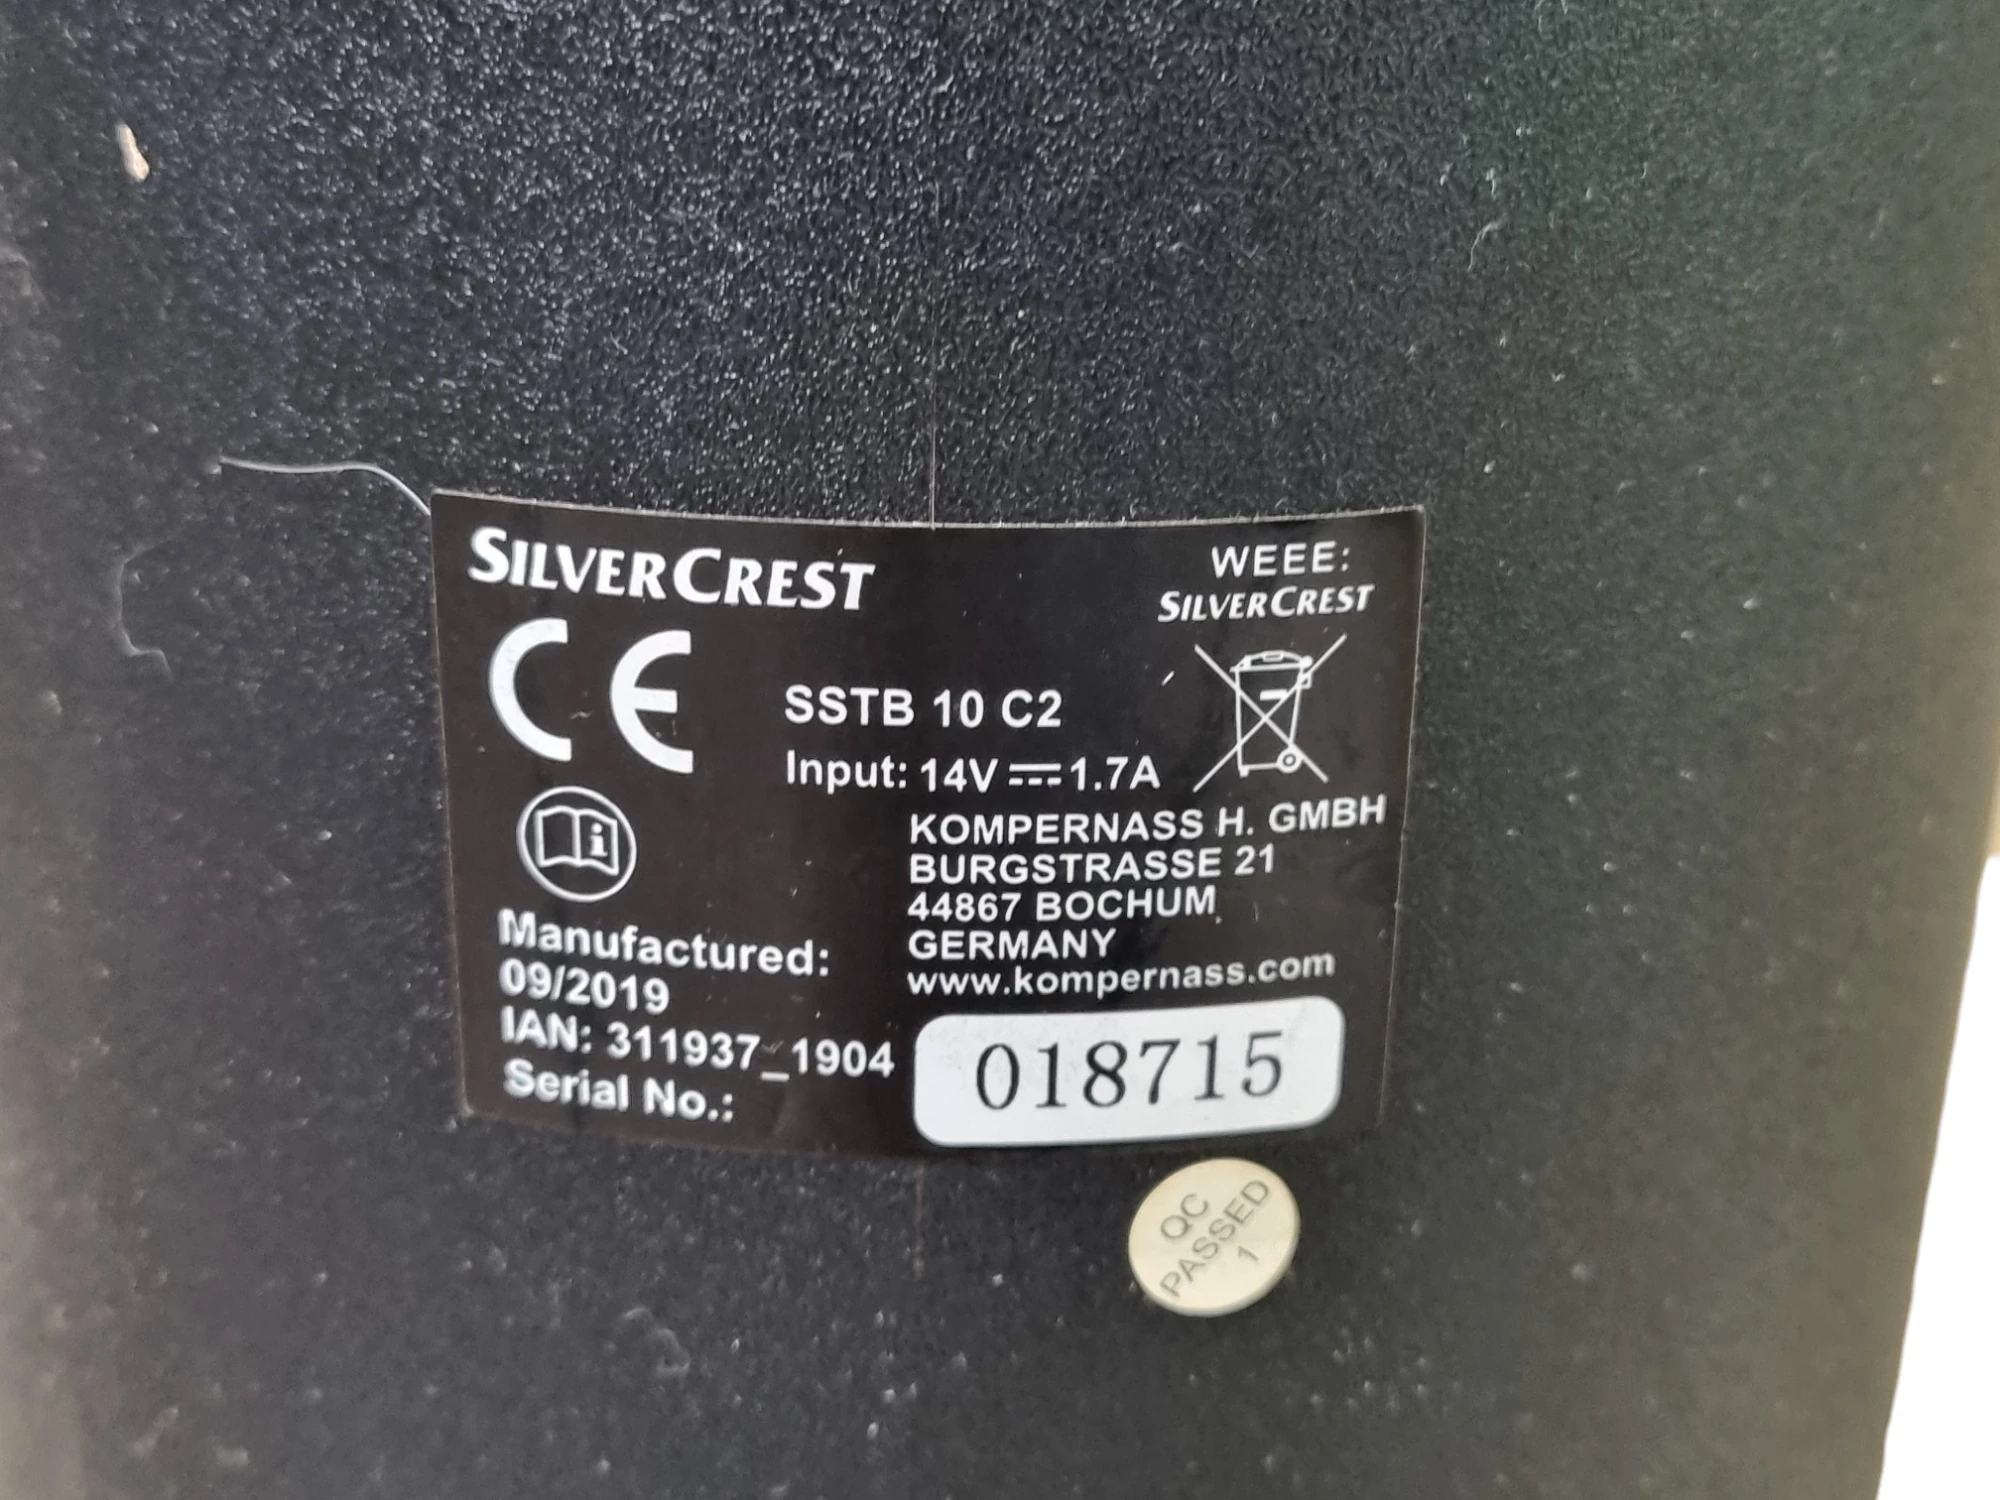 SILVERCREST
WEEE:
SILVERCREST
CE
SSTB 10 C2
Input: 14V ⎓ 1.7A
KOMPERNASS H. GMBH
BURGSTRASSE 21
44867 BOCHUM
GERMANY
www.kompernass.com
i
Manufactured:
09/2019
IAN: 311937_1904
Serial No.:
018715
QC
PASSED
1